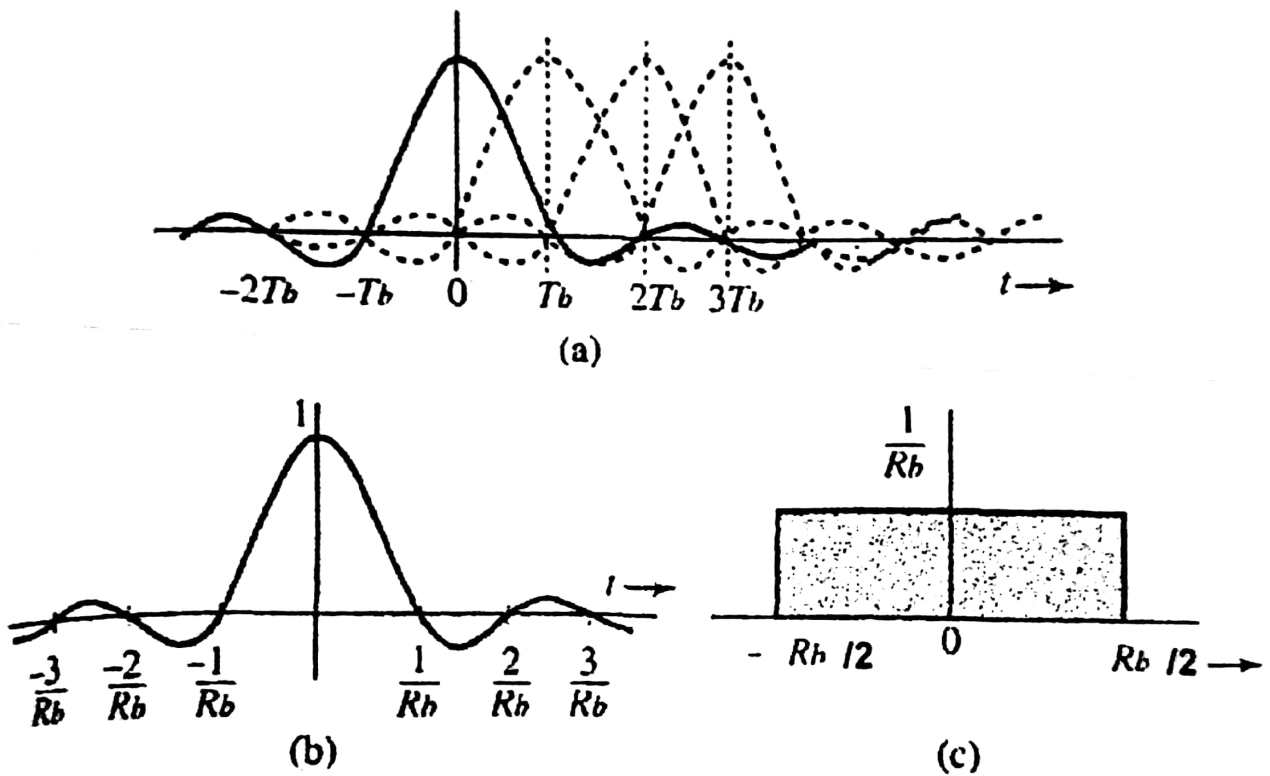 -2Tb -Tb 0 Tb 2Tb 3Tb t
(a)
1
t
-3/Rb -2/Rb -1/Rb 1/Rb 2/Rb 3/Rb
(b)
1/Rb
- Rb /2 0 Rb /2
(c)